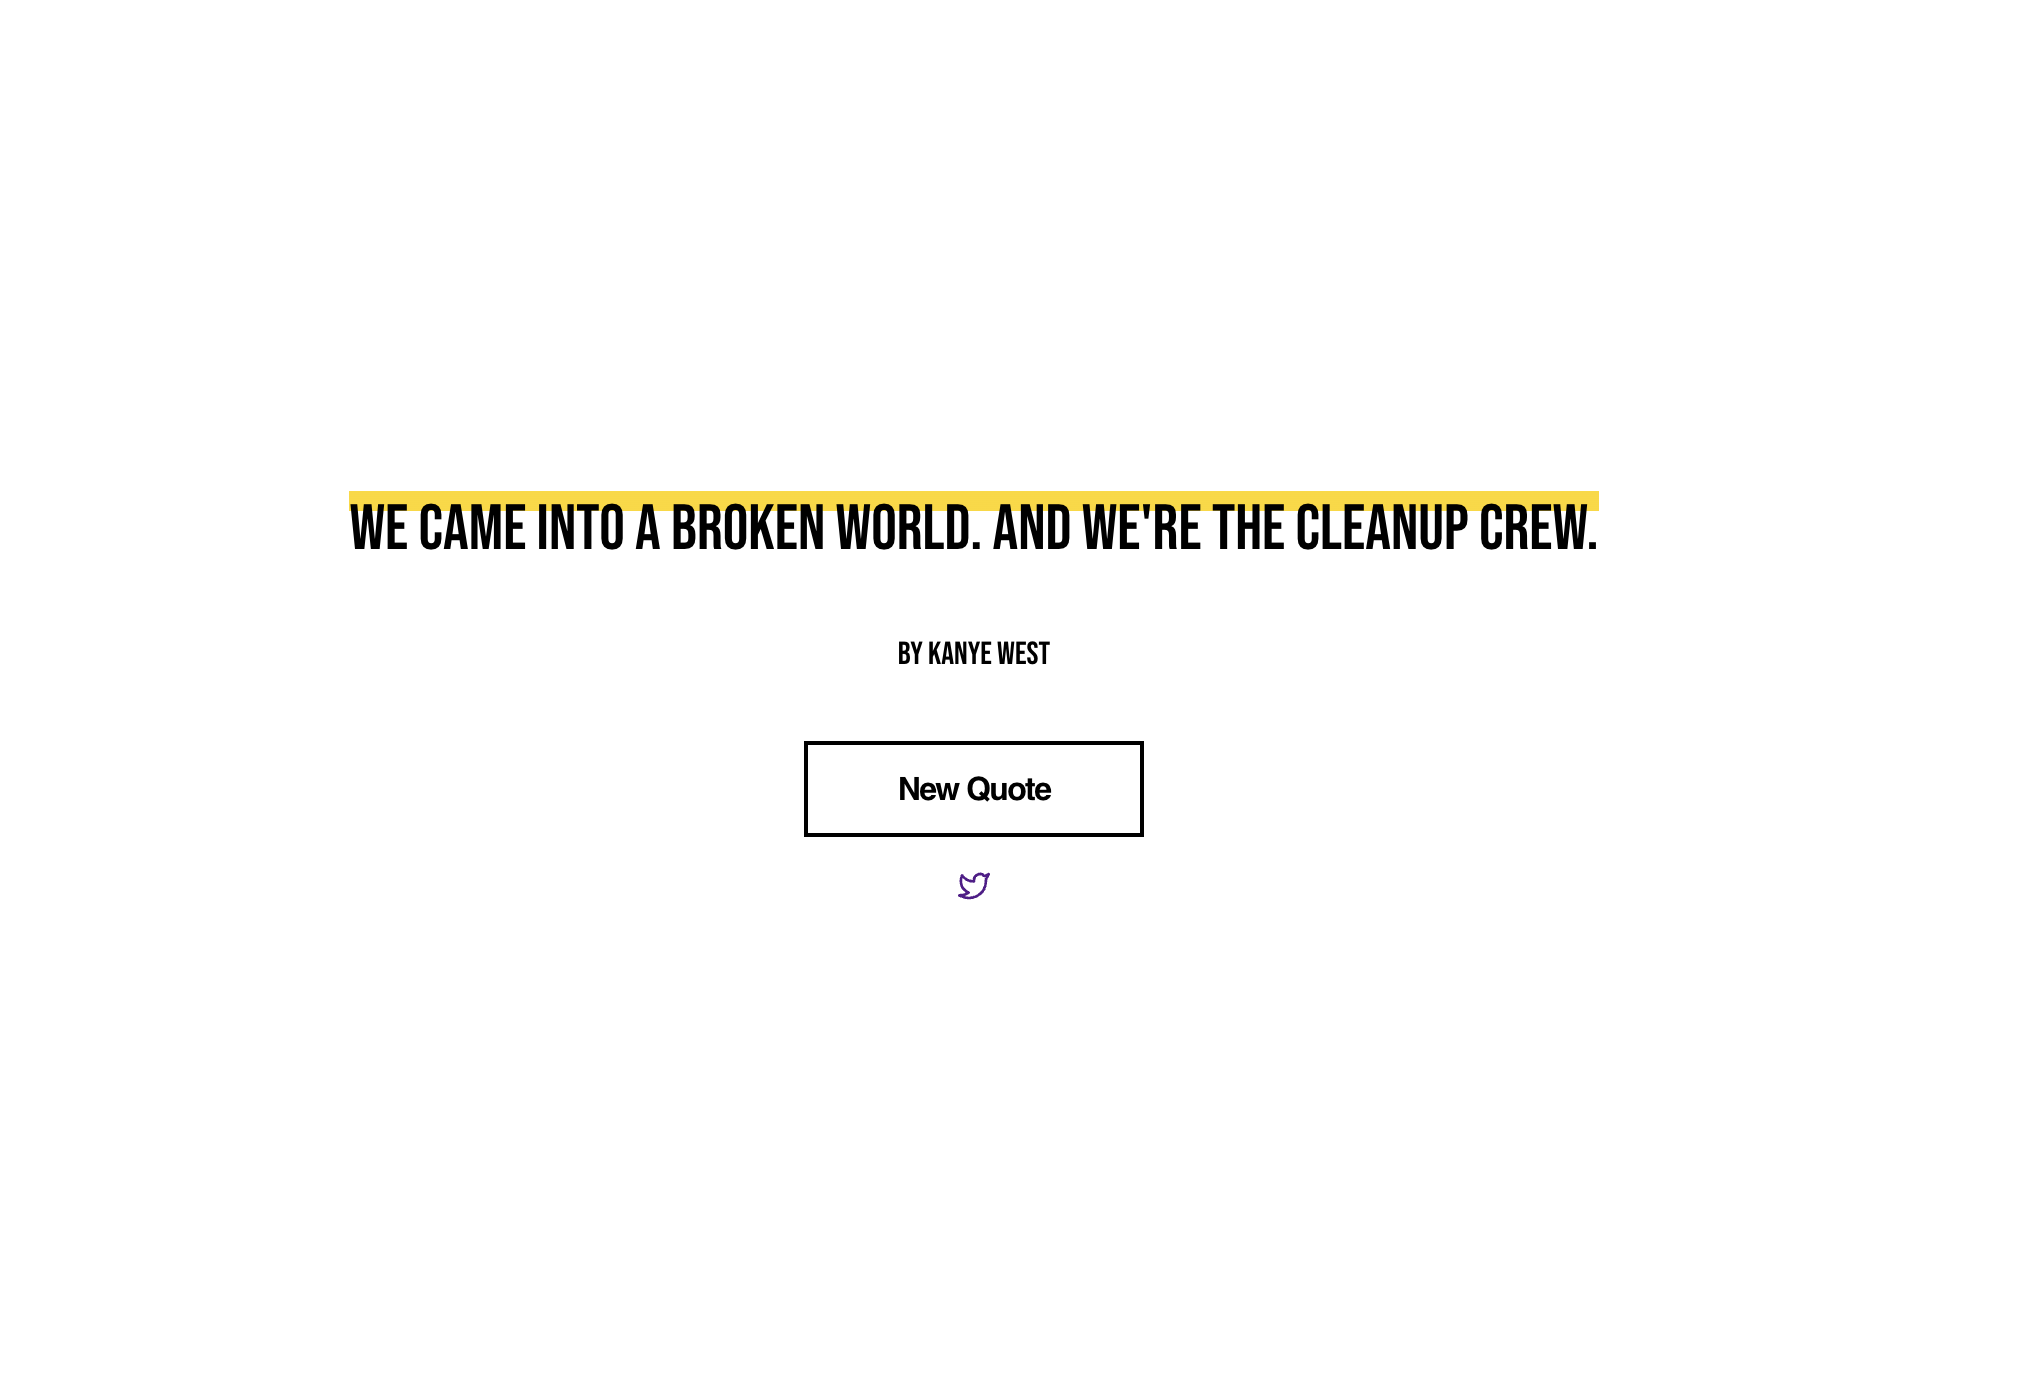 WE CAME INTO A BROKEN WORLD. AND WE'RE THE CLEANUP CREW.
BY KANYE WEST
New Quote